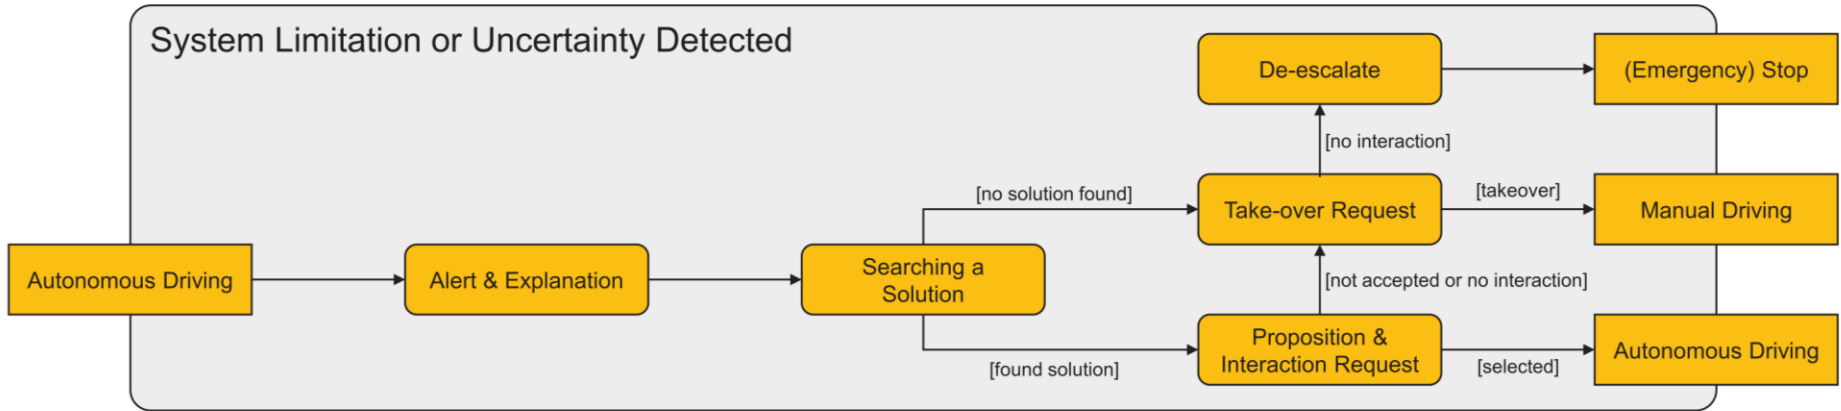 System Limitation or Uncertainty Detected
De-escalate
(Emergency) Stop
[no interaction]
[no solution found]
Take-over Request
[takeover]
Manual Driving
Autonomous Driving
Alert & Explanation
Searching a
Solution
[not accepted or no interaction]
[found solution]
Proposition &
Interaction Request
[selected]
Autonomous Driving